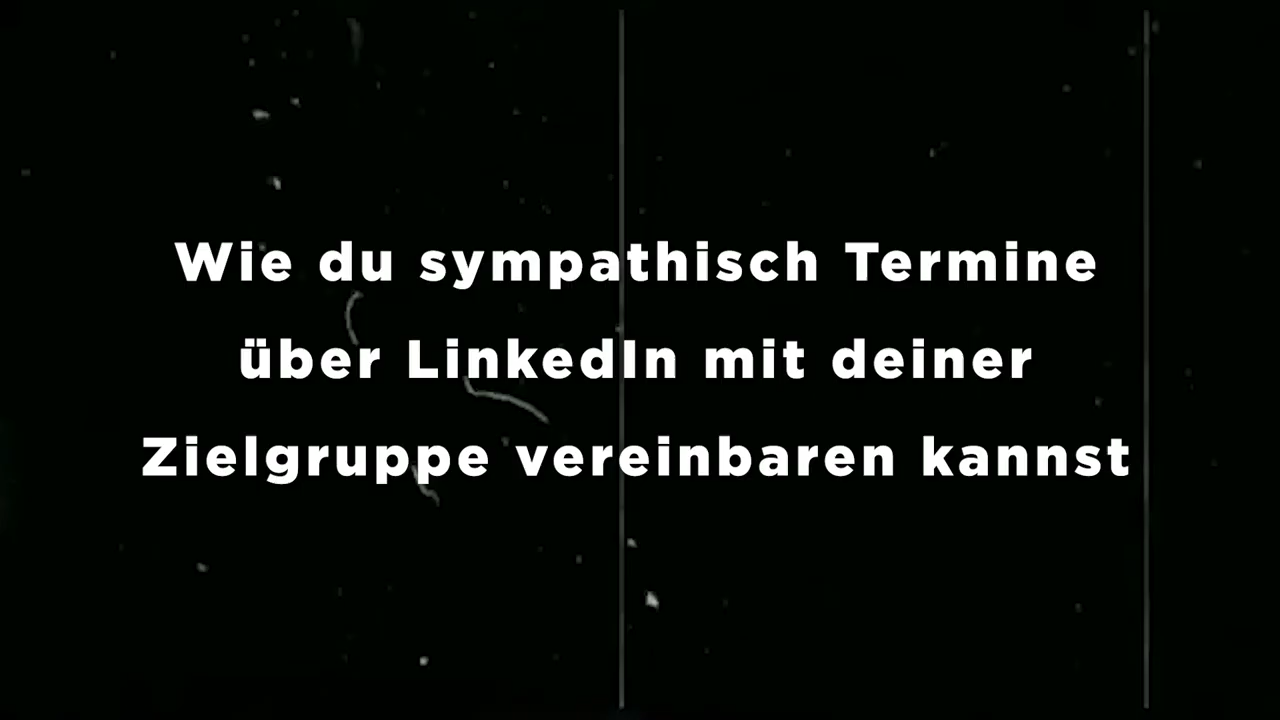 Wie du sympathisch Termine
über LinkedIn mit deiner
Zielgruppe vereinbaren kannst